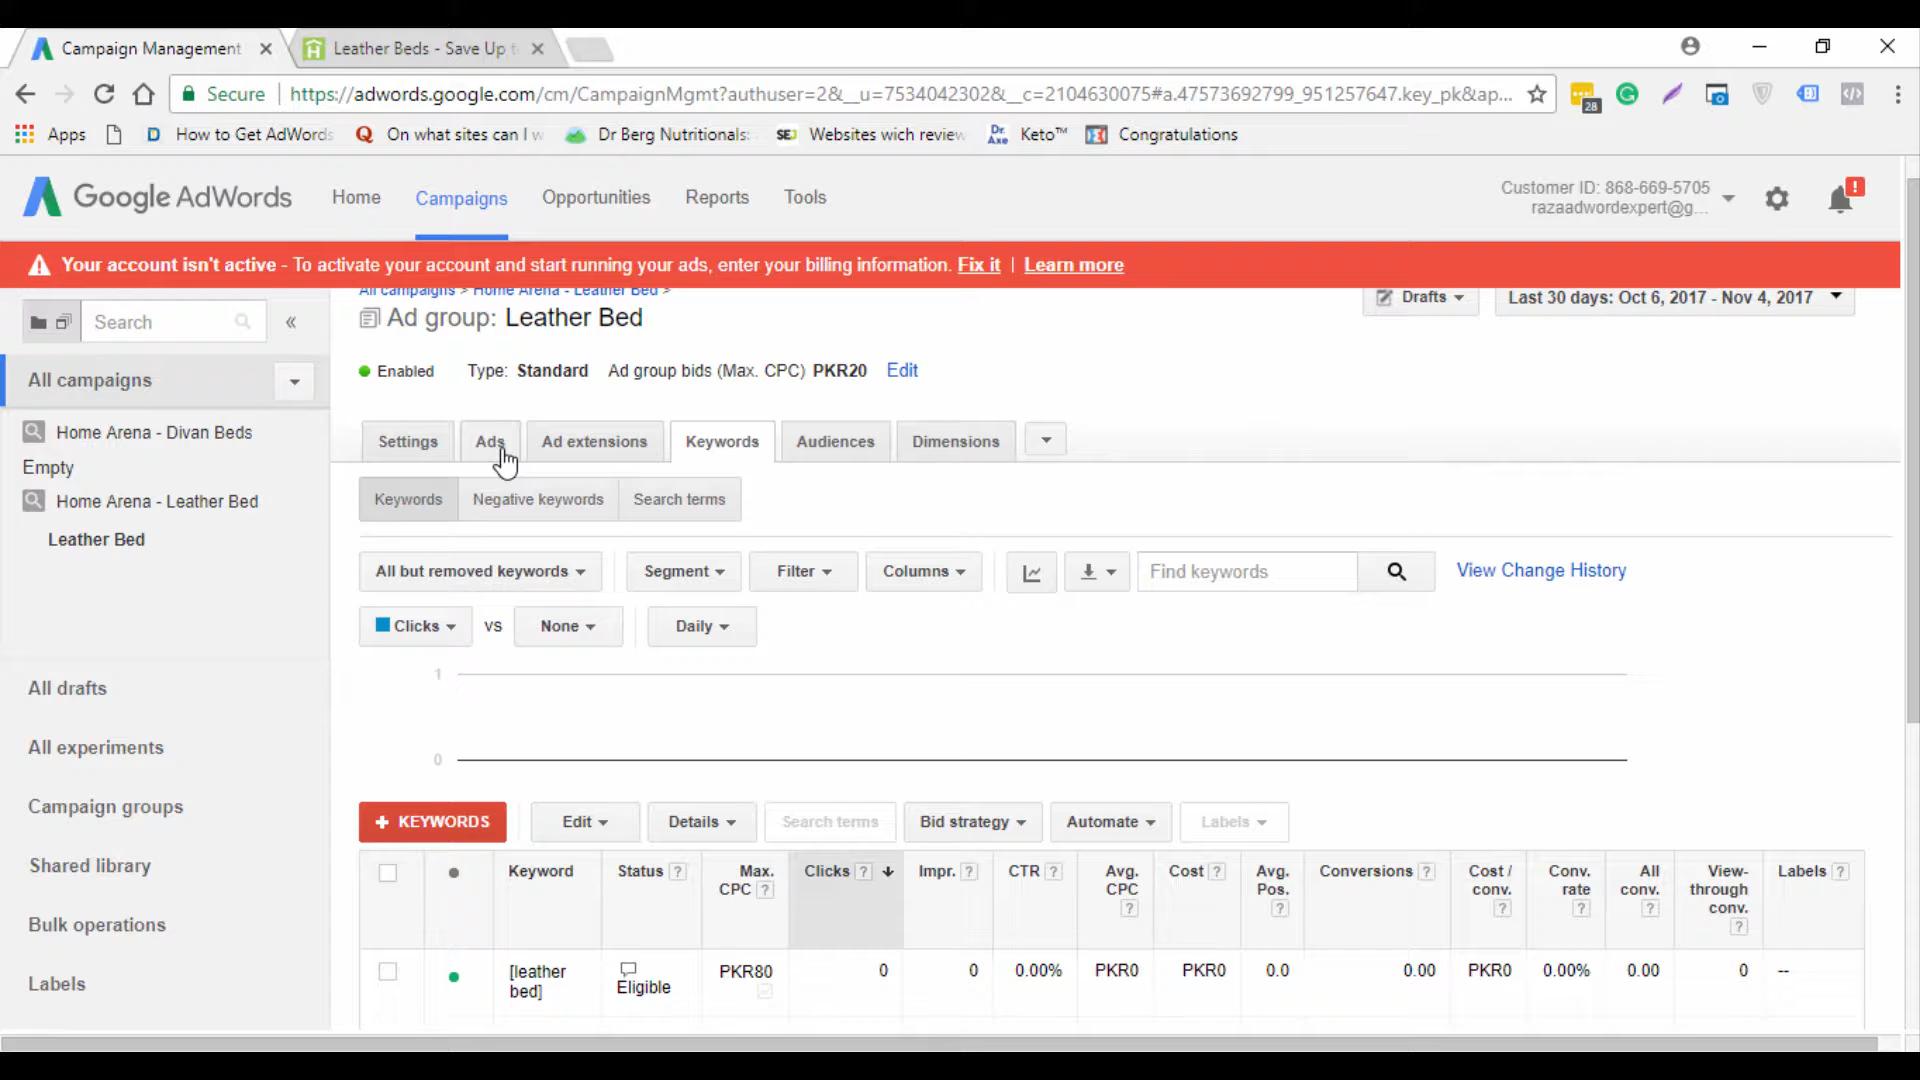 Campaign Management
Leather Beds - Save Up t
Secure
https://adwords.google.com/cm/CampaignMgmt?authuser=2&__u=7534042302&__c=2104630075#a.47573692799_951257647.key_pk&ap...
28
Apps
How to Get AdWords
On what sites can I w
Dr Berg Nutritionals:
SEJ
Websites wich review
Dr. Axe
Keto™
Congratulations
Google AdWords
Home
Campaigns
Opportunities
Reports
Tools
Customer ID: 868-669-5705
razaadwordexpert@g...
!
Your account isn't active - To activate your account and start running your ads, enter your billing information. Fix it | Learn more
All campaigns > Home Arena - Leather Bed >
Search
«
Ad group: Leather Bed
Drafts
Last 30 days: Oct 6, 2017 - Nov 4, 2017
All campaigns
Enabled
Type: Standard
Ad group bids (Max. CPC) PKR20
Edit
Home Arena - Divan Beds
Empty
Home Arena - Leather Bed
Leather Bed
Settings
Ads
Ad extensions
Keywords
Audiences
Dimensions
Keywords
Negative keywords
Search terms
All but removed keywords
Segment
Filter
Columns
Find keywords
View Change History
Clicks
VS
None
Daily
1
0
All drafts
All experiments
Campaign groups
Shared library
Bulk operations
Labels
+ KEYWORDS
Edit
Details
Search terms
Bid strategy
Automate
Labels
Keyword
Status ?
Max. CPC ?
Clicks ?
Impr. ?
CTR ?
Avg. CPC ?
Cost ?
Avg. Pos. ?
Conversions ?
Cost / conv. ?
Conv. rate ?
All conv. ?
View-through conv. ?
Labels ?
[leather bed]
Eligible
PKR80
0
0
0.00%
PKR0
PKR0
0.0
0.00
PKR0
0.00%
0.00
0
--